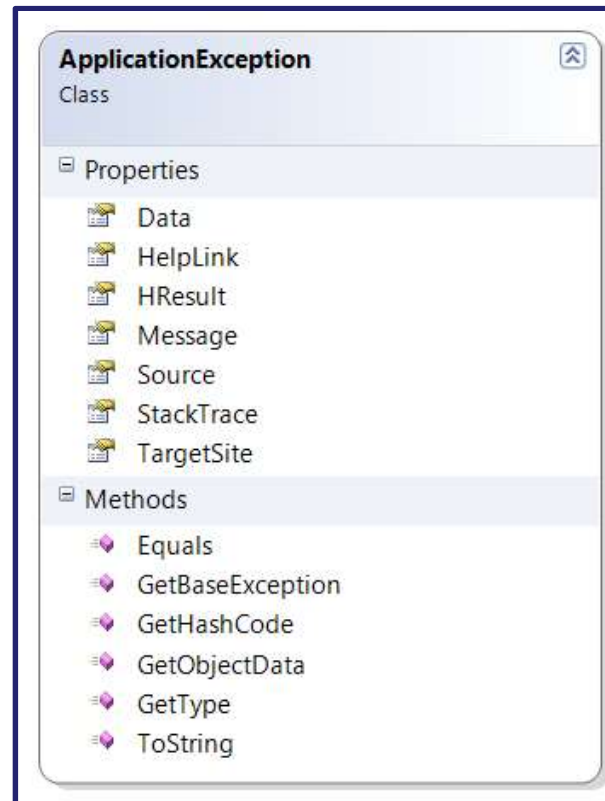 ApplicationException
Class
Properties
Data
HelpLink
HResult
Message
Source
StackTrace
TargetSite
Methods
Equals
GetBaseException
GetHashCode
GetObjectData
GetType
ToString